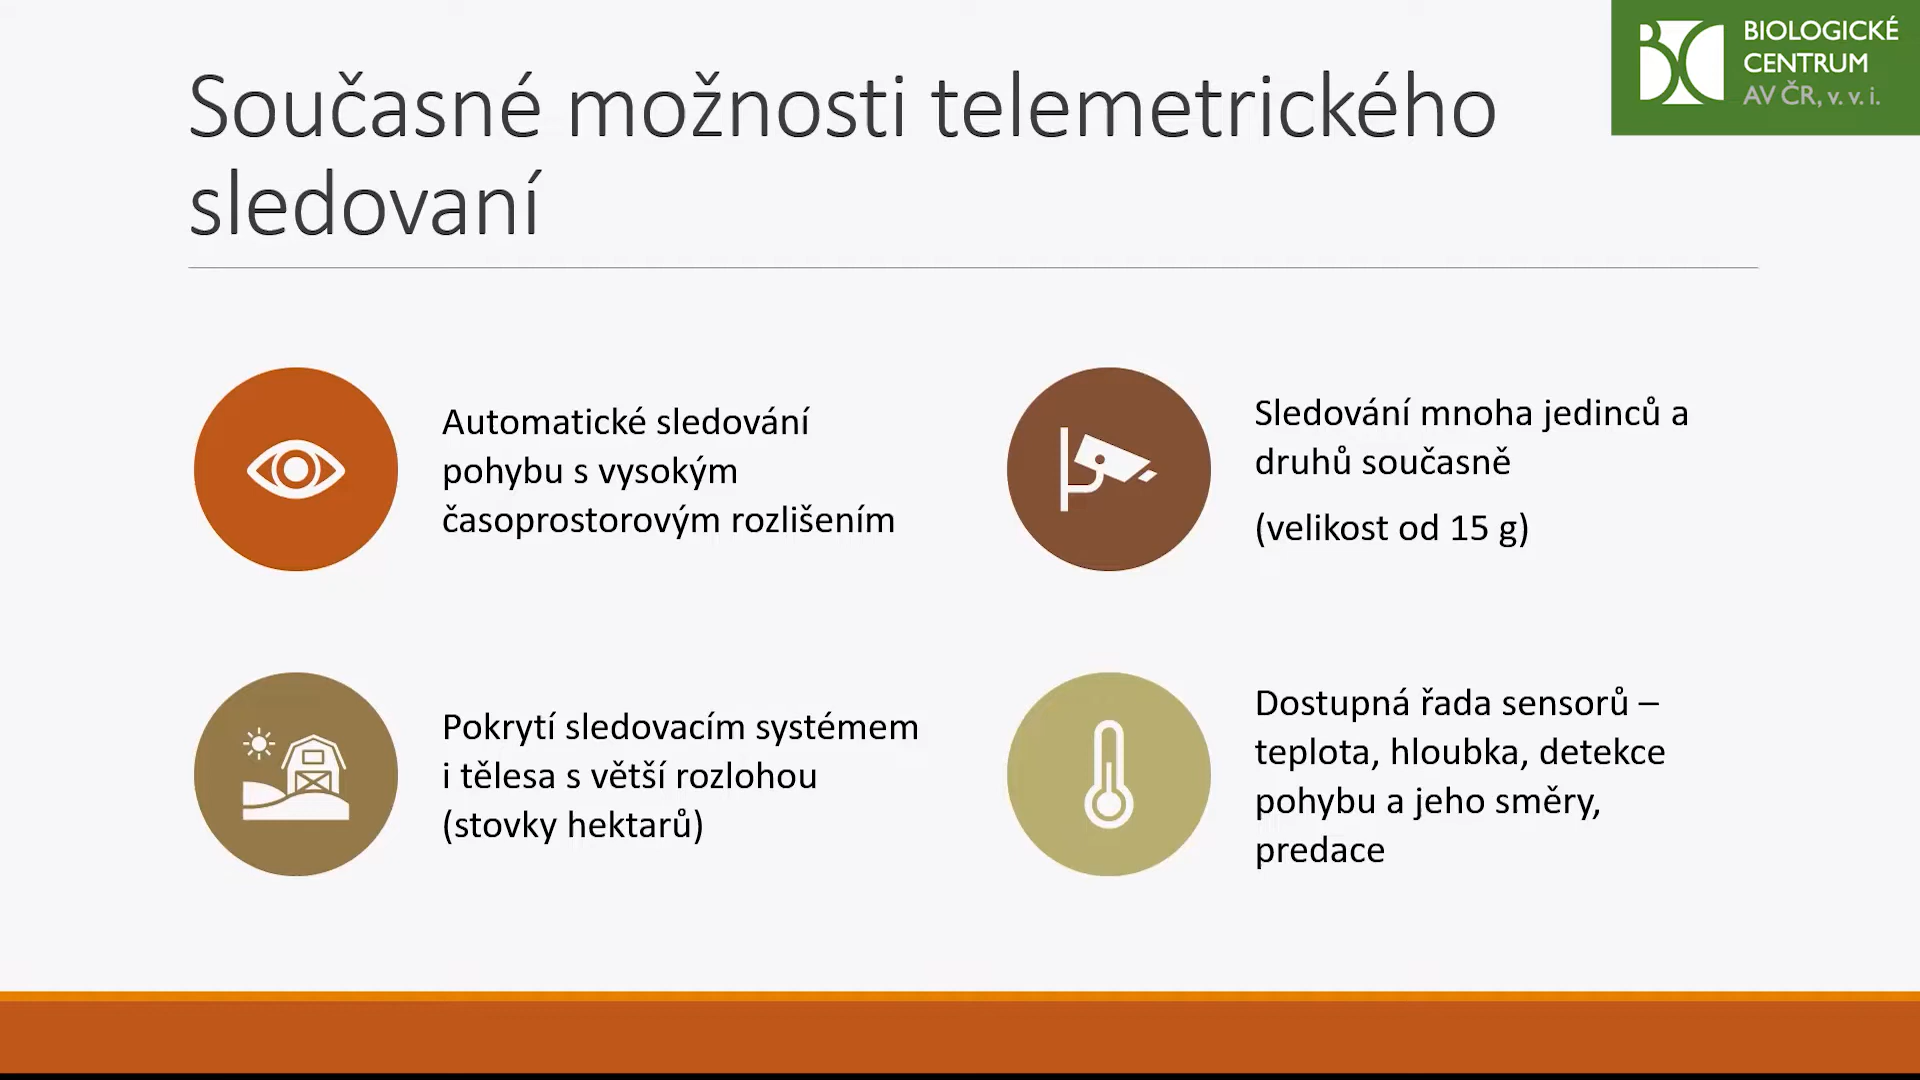 Současné možnosti telemetrického
sledovaní
BIOLOGICKÉ
CENTRUM
AV ČR, v. v. i.
Automatické sledování
pohybu s vysokým
časoprostorovým rozlišením
Sledování mnoha jedinců a
druhů současně
(velikost od 15 g)
Pokrytí sledovacím systémem
i tělesa s větší rozlohou
(stovky hektarů)
Dostupná řada sensorů –
teplota, hloubka, detekce
pohybu a jeho směry,
predace